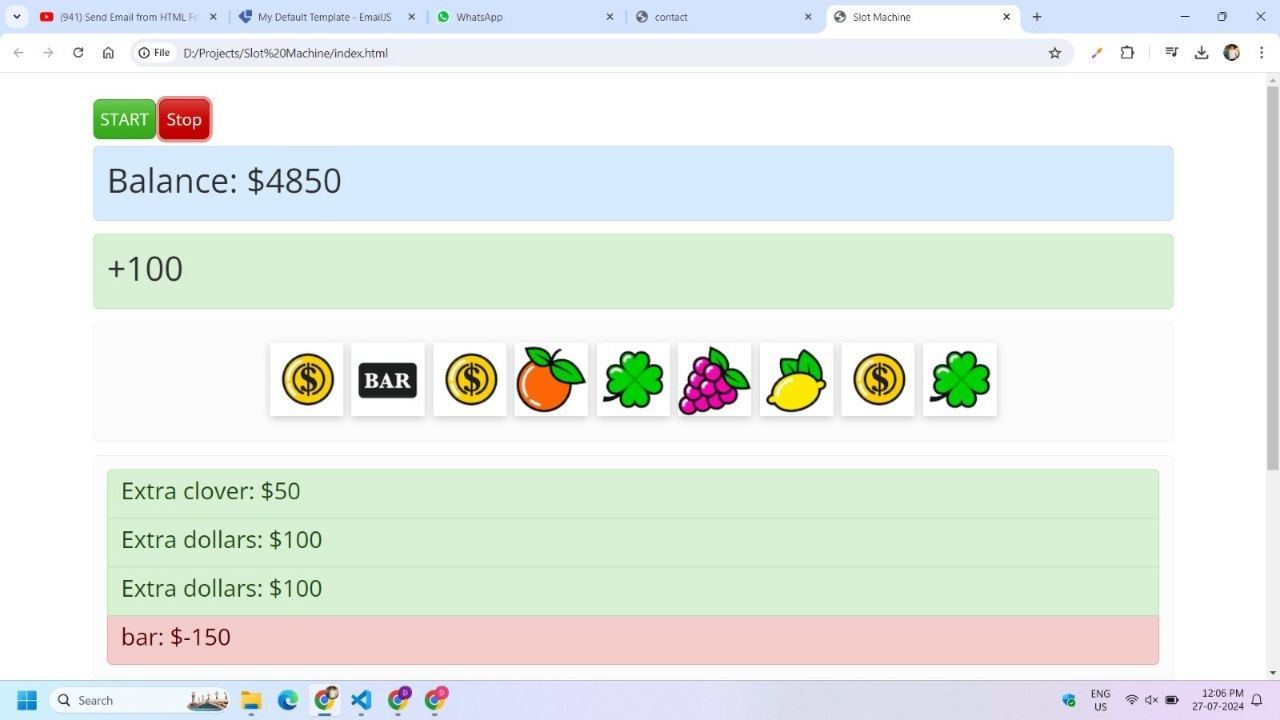 (941) Send Email from HTML Fo
My Default Template - EmailJS
WhatsApp
contact
Slot Machine
File
D:/Projects/Slot%20Machine/index.html
START
Stop
Balance: $4850
+100
$ BAR $ $
Extra clover: $50
Extra dollars: $100
Extra dollars: $100
bar: $-150
Search
D
D
ENG
US
12:06 PM
27-07-2024